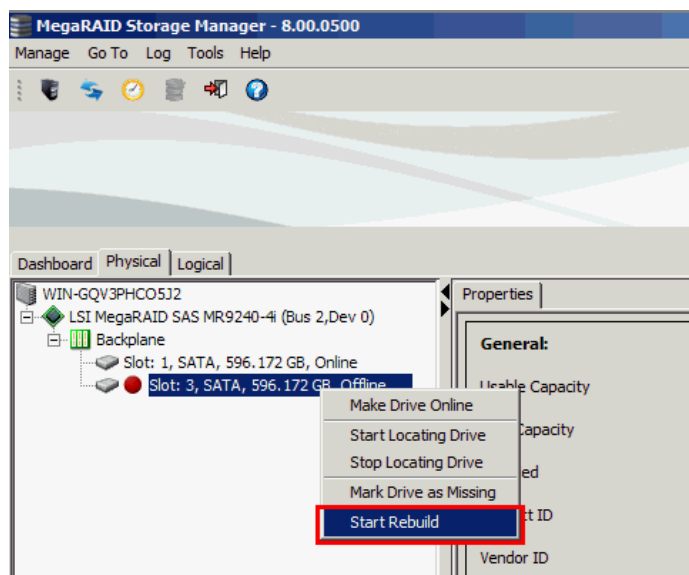 MegaRAID Storage Manager - 8.00.0500
Manage Go To Log Tools Help
Dashboard Physical Logical
WIN-GQV3PHCO5J2
LSI MegaRAID SAS MR9240-4i (Bus 2,Dev 0)
Backplane
Slot: 1, SATA, 596.172 GB, Online
Slot: 3, SATA, 596.172 GB, Offline
Make Drive Online
Start Locating Drive
Stop Locating Drive
Mark Drive as Missing
Start Rebuild
Properties
General:
Usable Capacity
Capacity
ed
ct ID
Vendor ID